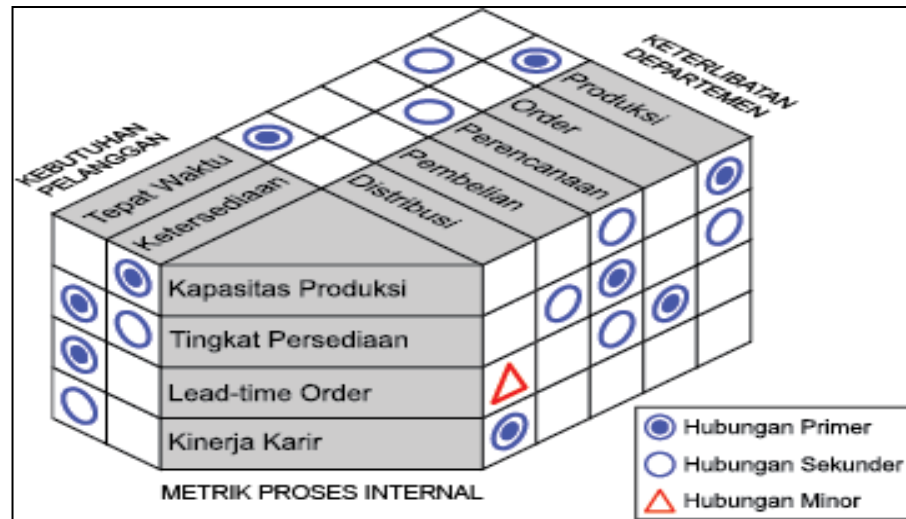 KETERLIBATAN
DEPARTEMEN
KEBUTUHAN
PELANGGAN
Produksi
Order
Perencanaan
Pembelian
Distribusi
Tepat Waktu
Ketersediaan
Kapasitas Produksi
Tingkat Persediaan
Lead-time Order
Kinerja Karir
METRIK PROSES INTERNAL
Hubungan Primer
Hubungan Sekunder
Hubungan Minor